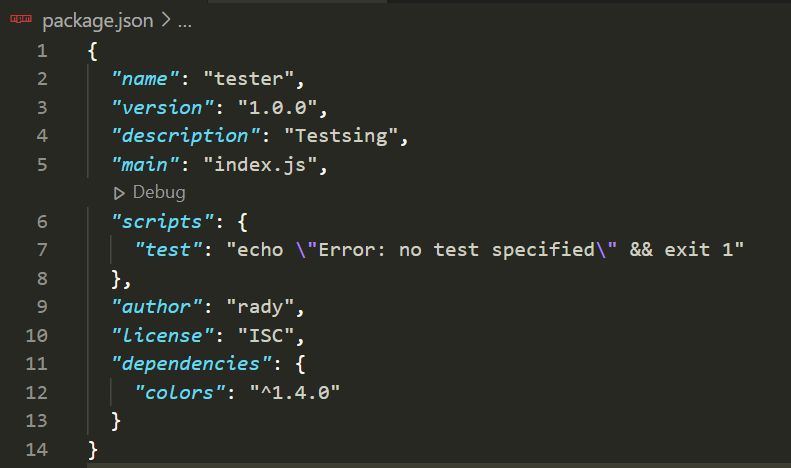 package.json > ...
1 {
2 "name": "tester",
3 "version": "1.0.0",
4 "description": "Testsing",
5 "main": "index.js",
Debug
6 "scripts": {
7 "test": "echo \"Error: no test specified\" && exit 1"
8 },
9 "author": "rady",
10 "license": "ISC",
11 "dependencies": {
12 "colors": "^1.4.0"
13 }
14 }